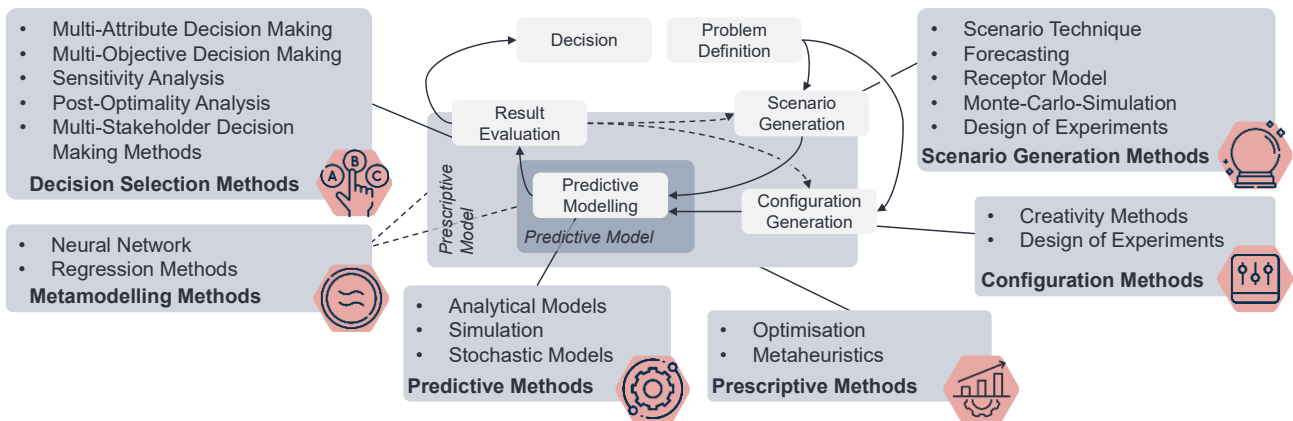 • Multi-Attribute Decision Making
• Multi-Objective Decision Making
• Sensitivity Analysis
• Post-Optimality Analysis
• Multi-Stakeholder Decision
Making Methods
Decision Selection Methods
A B C
• Neural Network
• Regression Methods
Metamodelling Methods
Decision
Problem
Definition
Result
Evaluation
Scenario
Generation
Predictive
Modelling
Configuration
Generation
Predictive Model
Prescriptive
Model
• Scenario Technique
• Forecasting
• Receptor Model
• Monte-Carlo-Simulation
• Design of Experiments
Scenario Generation Methods
• Creativity Methods
• Design of Experiments
Configuration Methods
• Analytical Models
• Simulation
• Stochastic Models
Predictive Methods
• Optimisation
• Metaheuristics
Prescriptive Methods